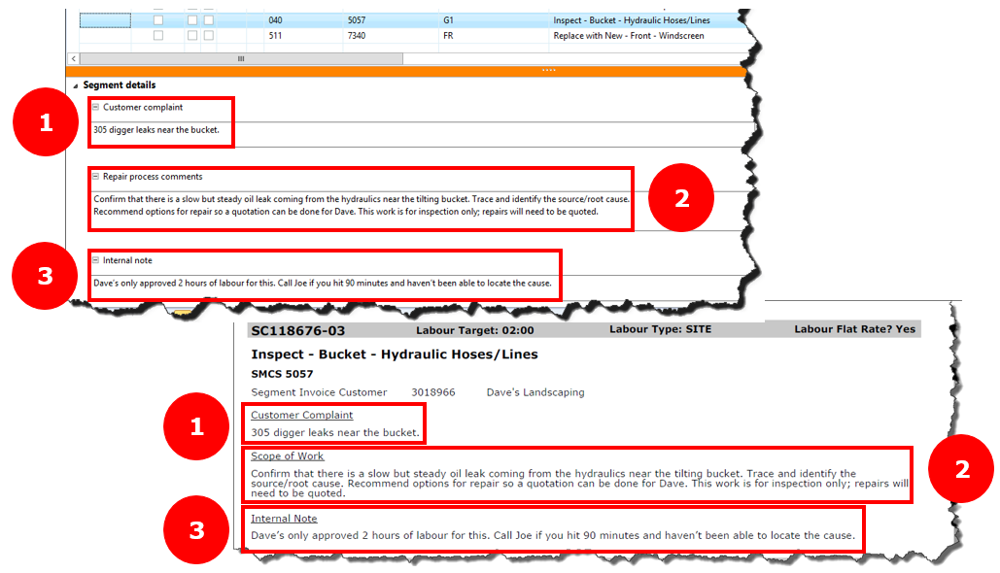 040 5057 G1 Inspect - Bucket - Hydraulic Hoses/Lines
511 7340 FR Replace with New - Front - Windscreen
Segment details
1
Customer complaint
305 digger leaks near the bucket.
2
Repair process comments
Confirm that there is a slow but steady oil leak coming from the hydraulics near the tilting bucket. Trace and identify the source/root cause.
Recommend options for repair so a quotation can be done for Dave. This work is for inspection only; repairs will need to be quoted.
3
Internal note
Dave's only approved 2 hours of labour for this. Call Joe if you hit 90 minutes and haven't been able to locate the cause.
SC118676-03 Labour Target: 02:00 Labour Type: SITE Labour Flat Rate? Yes
Inspect - Bucket - Hydraulic Hoses/Lines
SMCS 5057
Segment Invoice Customer 3018966 Dave's Landscaping
1
Customer Complaint
305 digger leaks near the bucket.
2
Scope of Work
Confirm that there is a slow but steady oil leak coming from the hydraulics near the tilting bucket. Trace and identify the
source/root cause. Recommend options for repair so a quotation can be done for Dave. This work is for inspection only; repairs will
need to be quoted.
3
Internal Note
Dave's only approved 2 hours of labour for this. Call Joe if you hit 90 minutes and haven't been able to locate the cause.